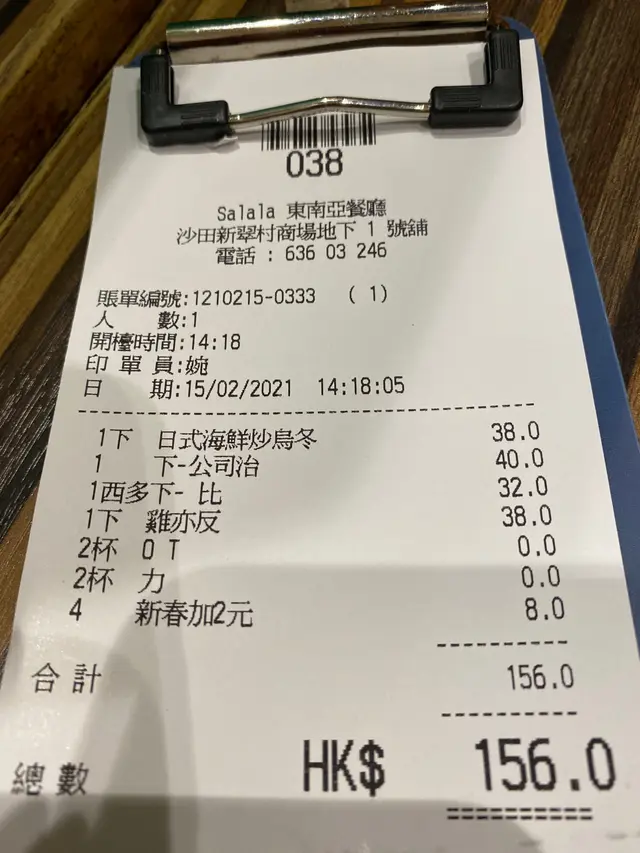 038
Salala 東南亞餐廳
沙田新翠村商場地下 1 號舖
電話 : 636 03 246
賬單編號:1210215-0333 ( 1)
人 數:1
開檯時間:14:18
印 單 員:婉
日 期:15/02/2021 14:18:05
1下 日式海鮮炒烏冬 38.0
1 下-公司治 40.0
1西多下- 比 32.0
1下 雞亦反 38.0
2杯 O T 0.0
2杯 力 0.0
4 新春加2元 8.0
合 計 156.0
總 數 HK$ 156.0